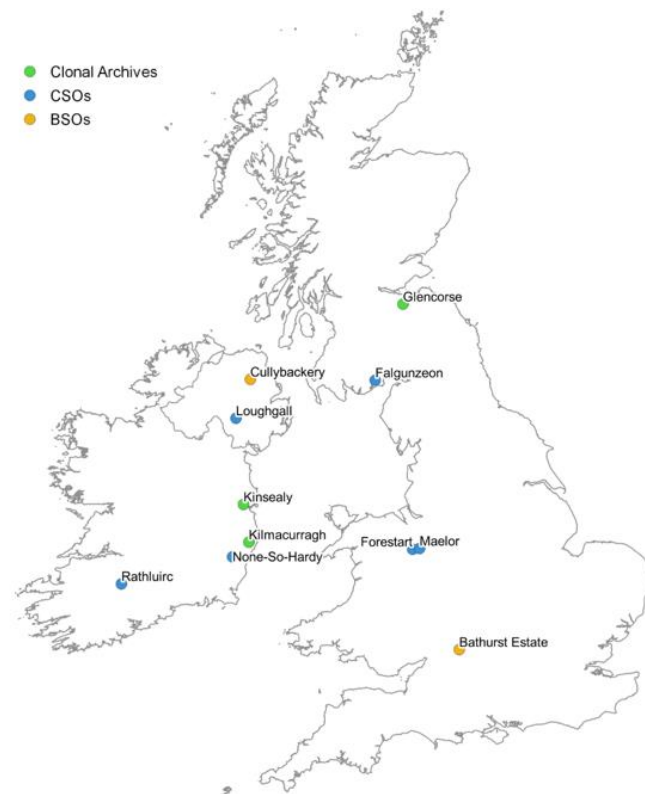 Clonal Archives
CSOs
BSOs
Glencorse
Cullybackery
Falgunzeon
Loughgall
Kinsealy
Kilmacurragh
Forestart
Maelor
None-So-Hardy
Rathluirc
Bathurst Estate